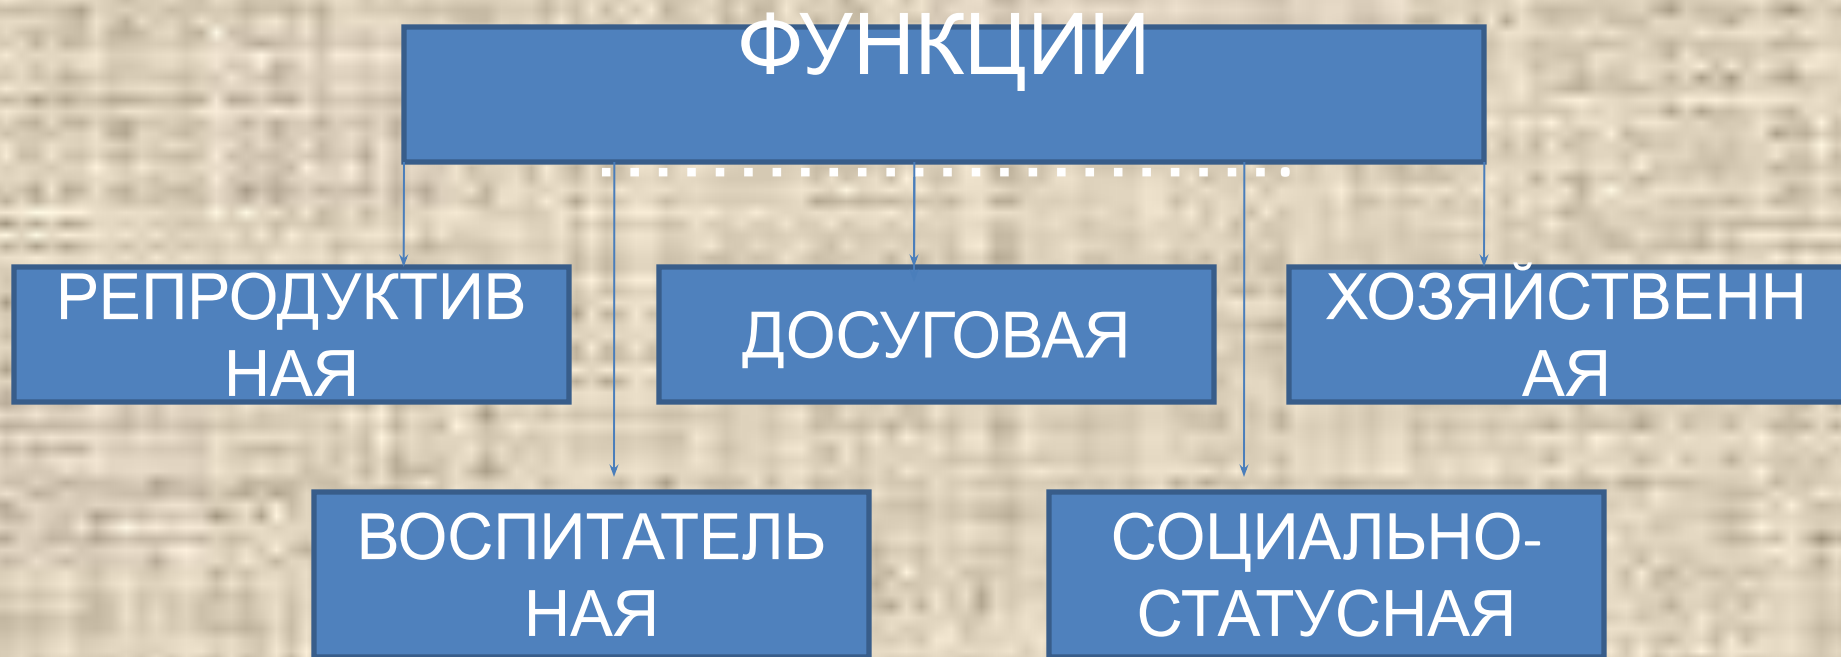 ФУНКЦИИ
РЕПРОДУКТИВ
НАЯ
ДОСУГОВАЯ
ХОЗЯЙСТВЕНН
АЯ
ВОСПИТАТЕЛЬ
НАЯ
СОЦИАЛЬНО-
СТАТУСНАЯ